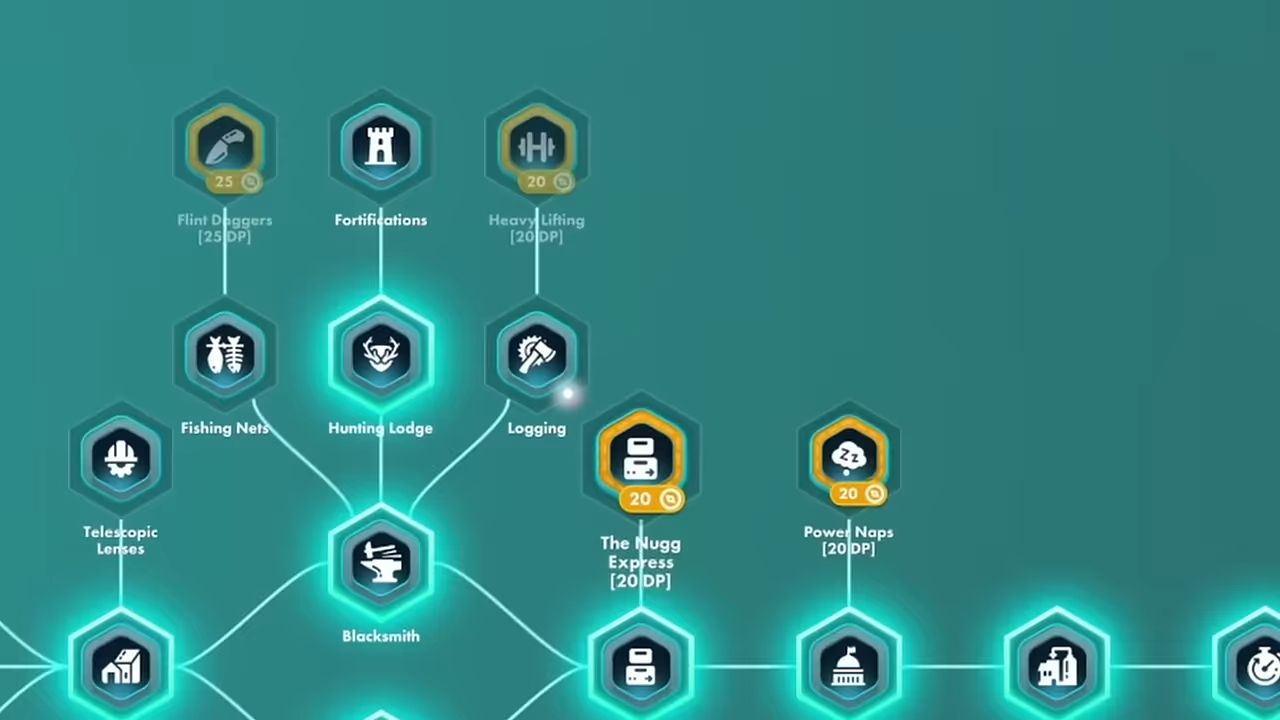 25
20
Flint Daggers
[25 DP]
Fortifications
Heavy Lifting
[20 DP]
Fishing Nets
Hunting Lodge
Logging
20
Zz
20
Telescopic
Lenses
The Nugg
Express
[20 DP]
Power Naps
[20 DP]
Blacksmith